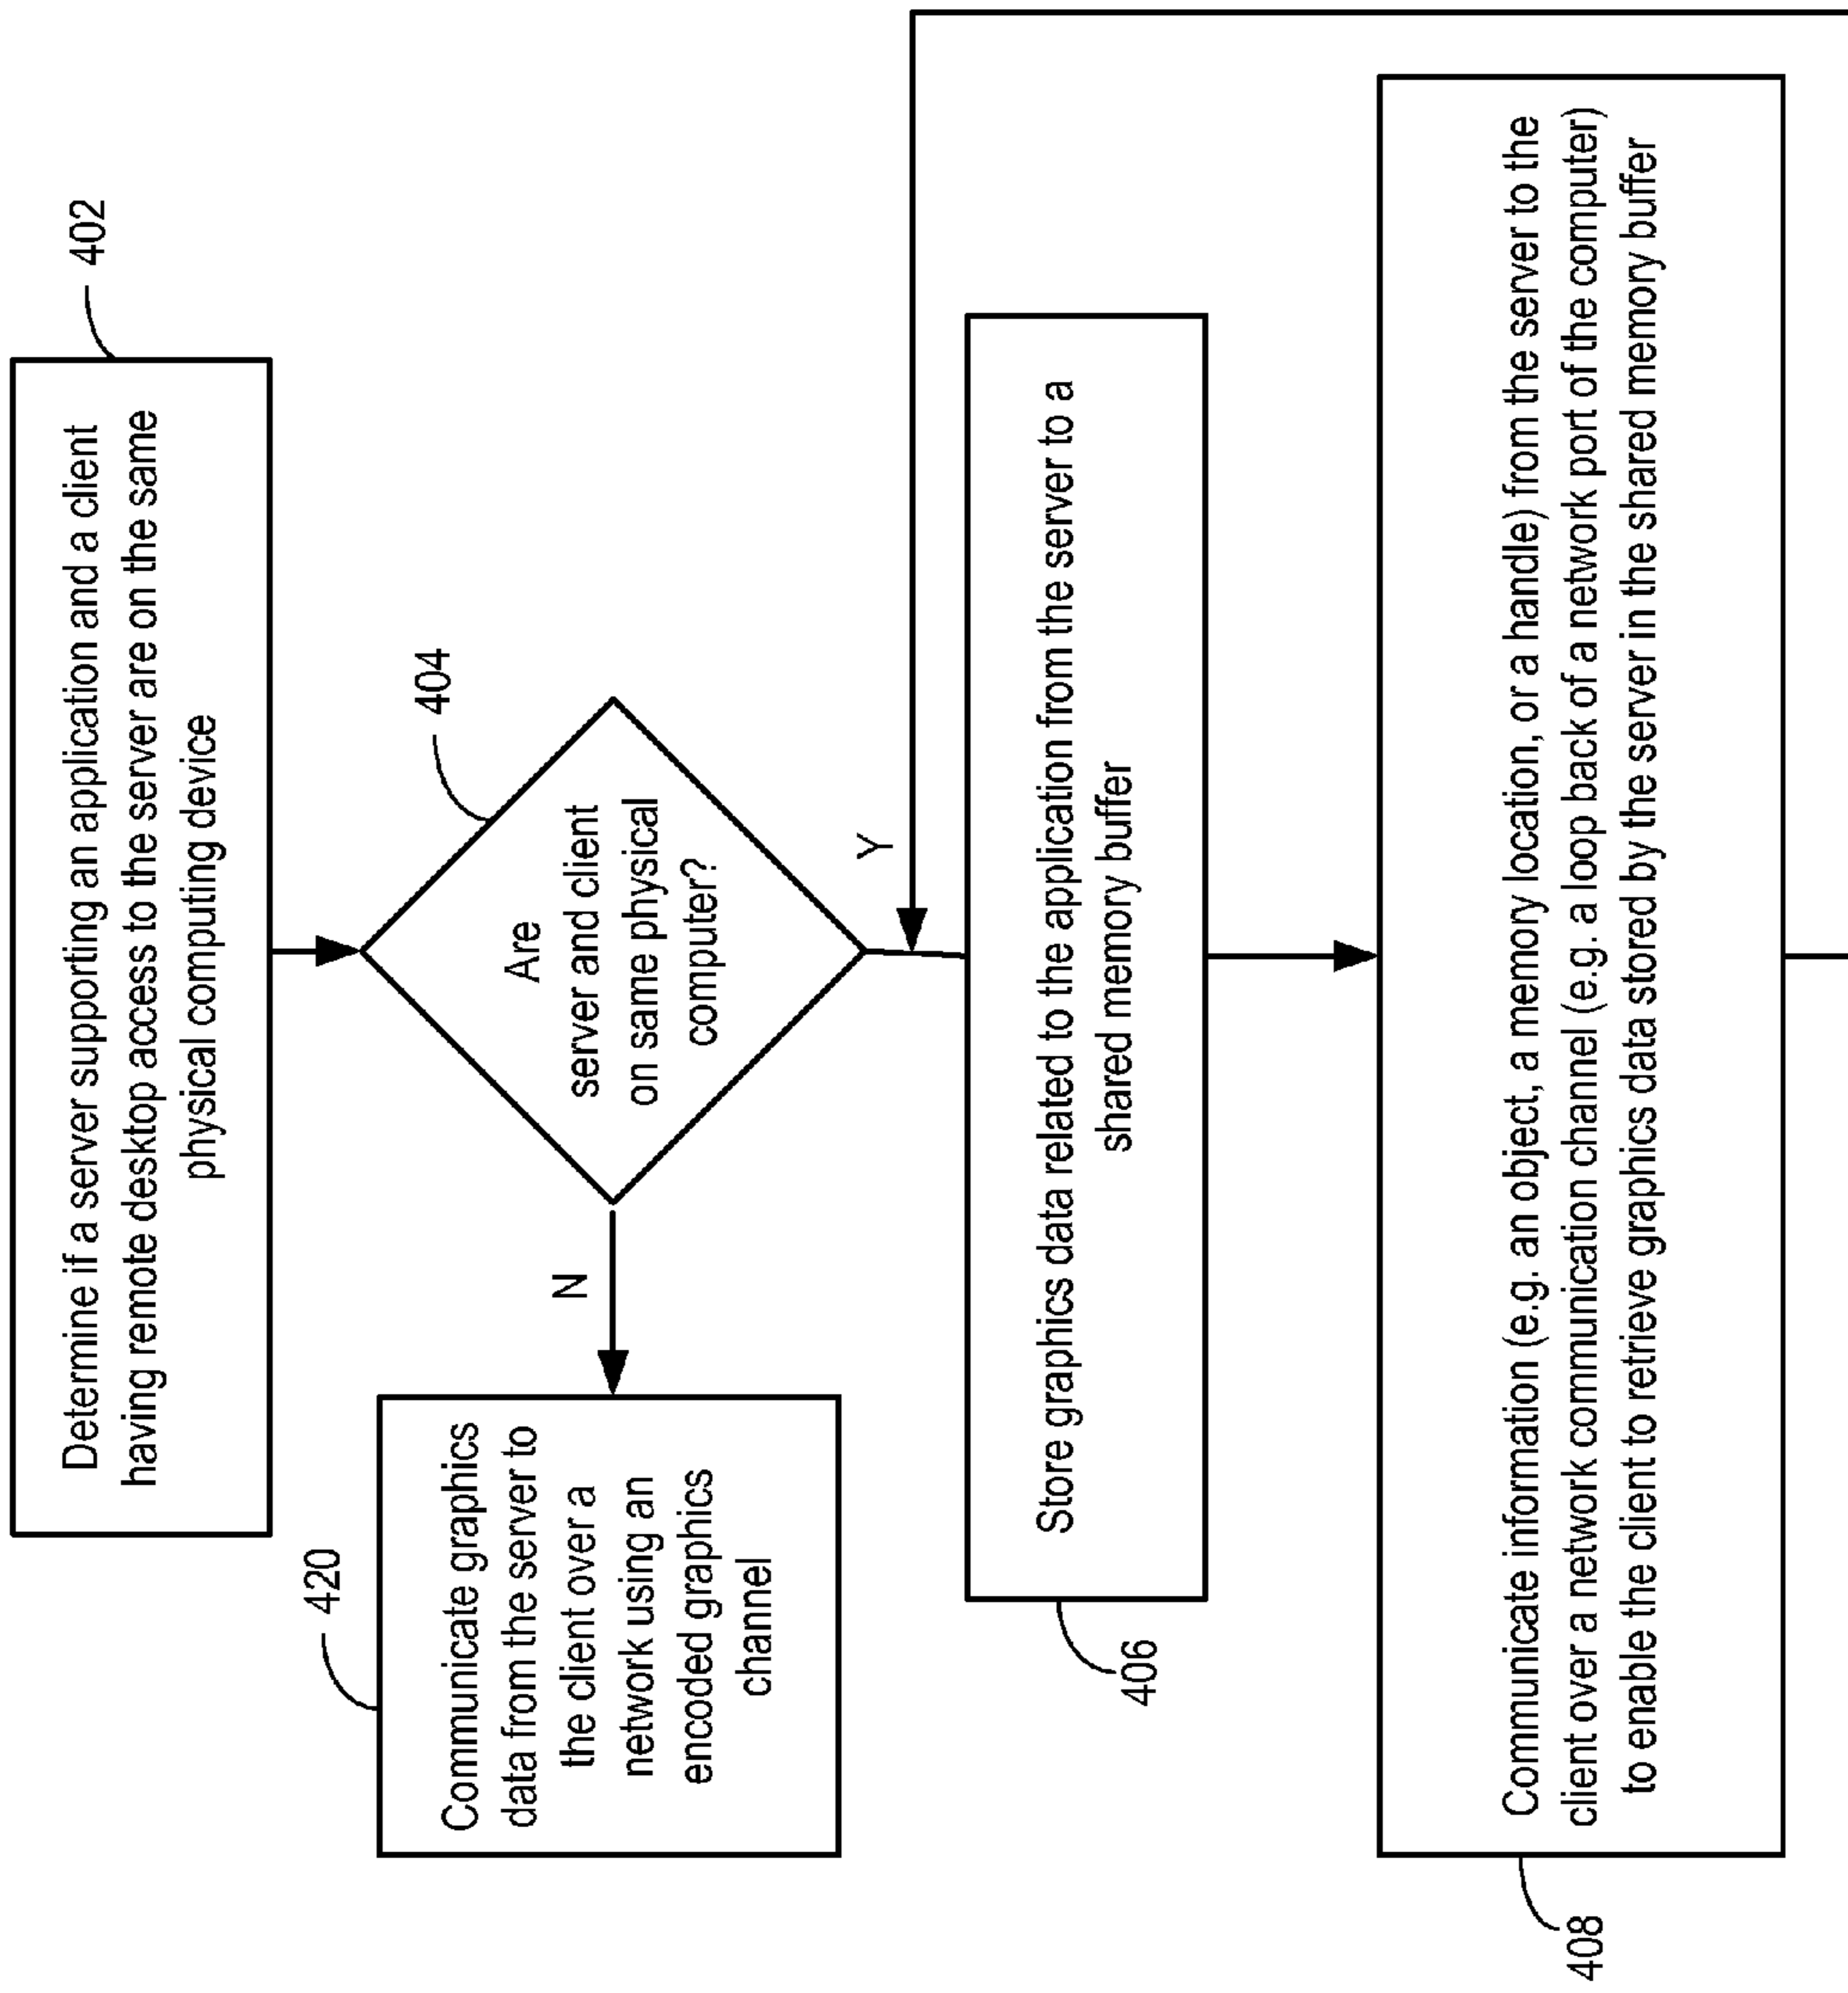 402
Determine if a server supporting an application and a client
having remote desktop access to the server are on the same
physical computing device
404
Are
server and client
on same physical
computer?
N
Y
420
Communicate graphics
data from the server to
the client over a
network using an
encoded graphics
channel
406
Store graphics data related to the application from the server to a
shared memory buffer
408
Communicate information (e.g. an object, a memory location, or a handle) from the server to the
client over a network communication channel (e.g. a loop back of a network port of the computer)
to enable the client to retrieve graphics data stored by the server in the shared memory buffer